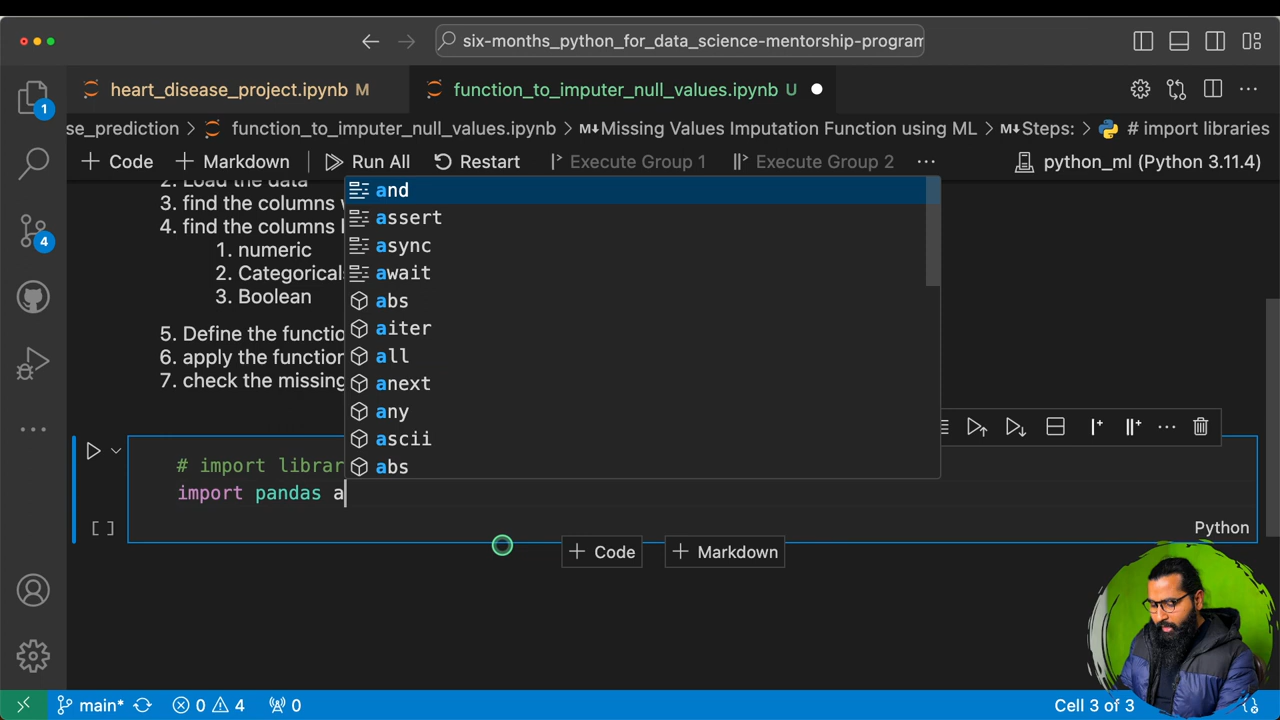 six-months_python_for_data_science-mentorship-program
heart_disease_project.ipynb M
function_to_imputer_null_values.ipynb U
se_prediction > function_to_imputer_null_values.ipynb > M↓Missing Values Imputation Function using ML > M↓Steps: > # import libraries
+ Code + Markdown Run All Restart Execute Group 1 Execute Group 2 ... python_ml (Python 3.11.4)
2. Load the data
3. find the columns
4. find the columns
1. numeric
2. Categorical
3. Boolean
5. Define the functio
6. apply the function
7. check the missing
and
assert
async
await
abs
aiter
all
anext
any
ascii
abs
# import librar
import pandas a
[ ]
Python
+ Code + Markdown
1
4
main* 0 4 0 Cell 3 of 3